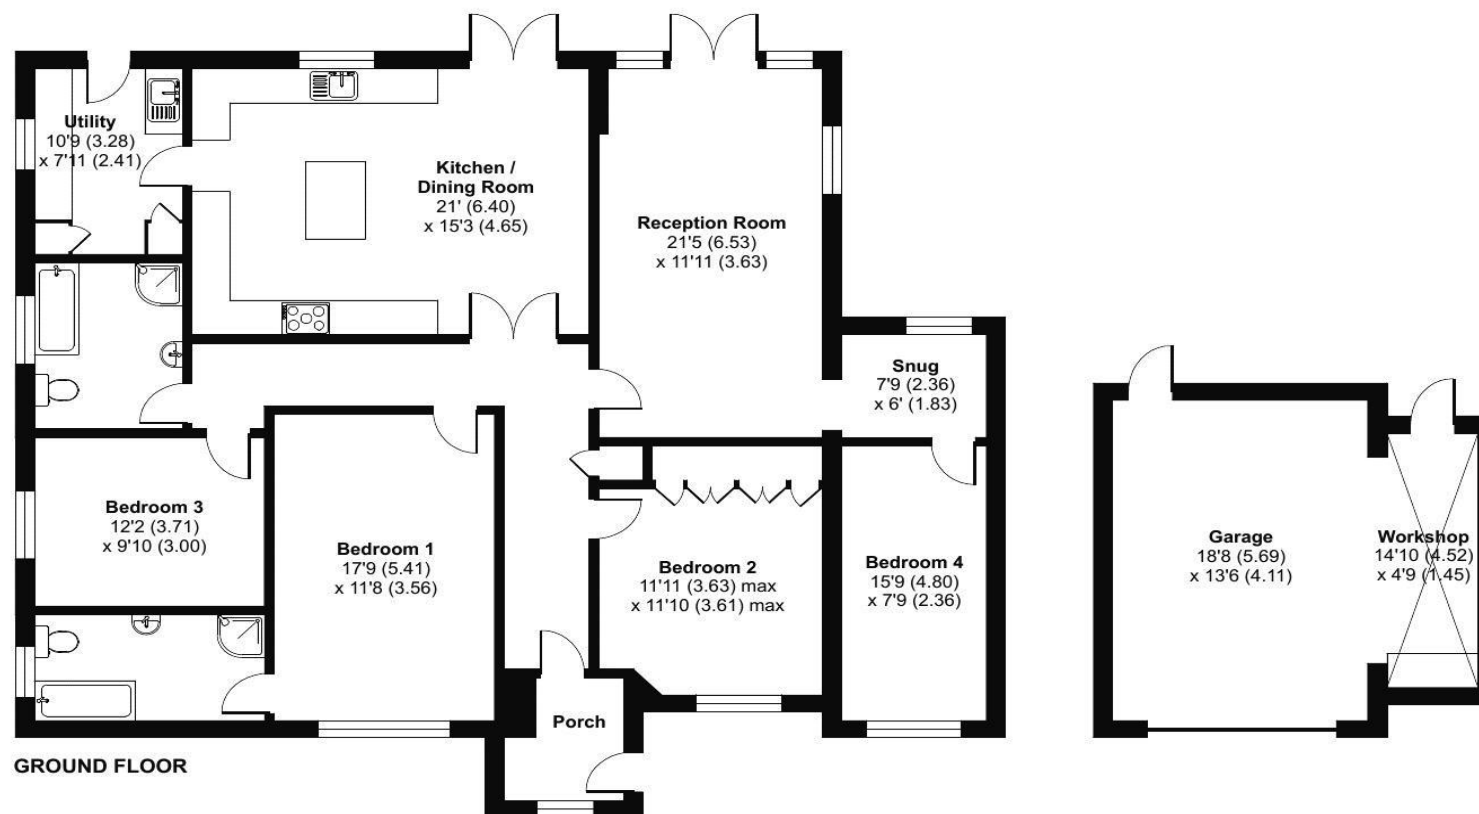 Utility
10'9 (3.28)
x 7'11 (2.41)
Kitchen /
Dining Room
21' (6.40)
x 15'3 (4.65)
Reception Room
21'5 (6.53)
x 11'11 (3.63)
Snug
7'9 (2.36)
x 6' (1.83)
Bedroom 3
12'2 (3.71)
x 9'10 (3.00)
Bedroom 1
17'9 (5.41)
x 11'8 (3.56)
Bedroom 2
11'11 (3.63) max
x 11'10 (3.61) max
Bedroom 4
15'9 (4.80)
x 7'9 (2.36)
Garage
18'8 (5.69)
x 13'6 (4.11)
Workshop
14'10 (4.52)
x 4'9 (1.45)
Porch
GROUND FLOOR